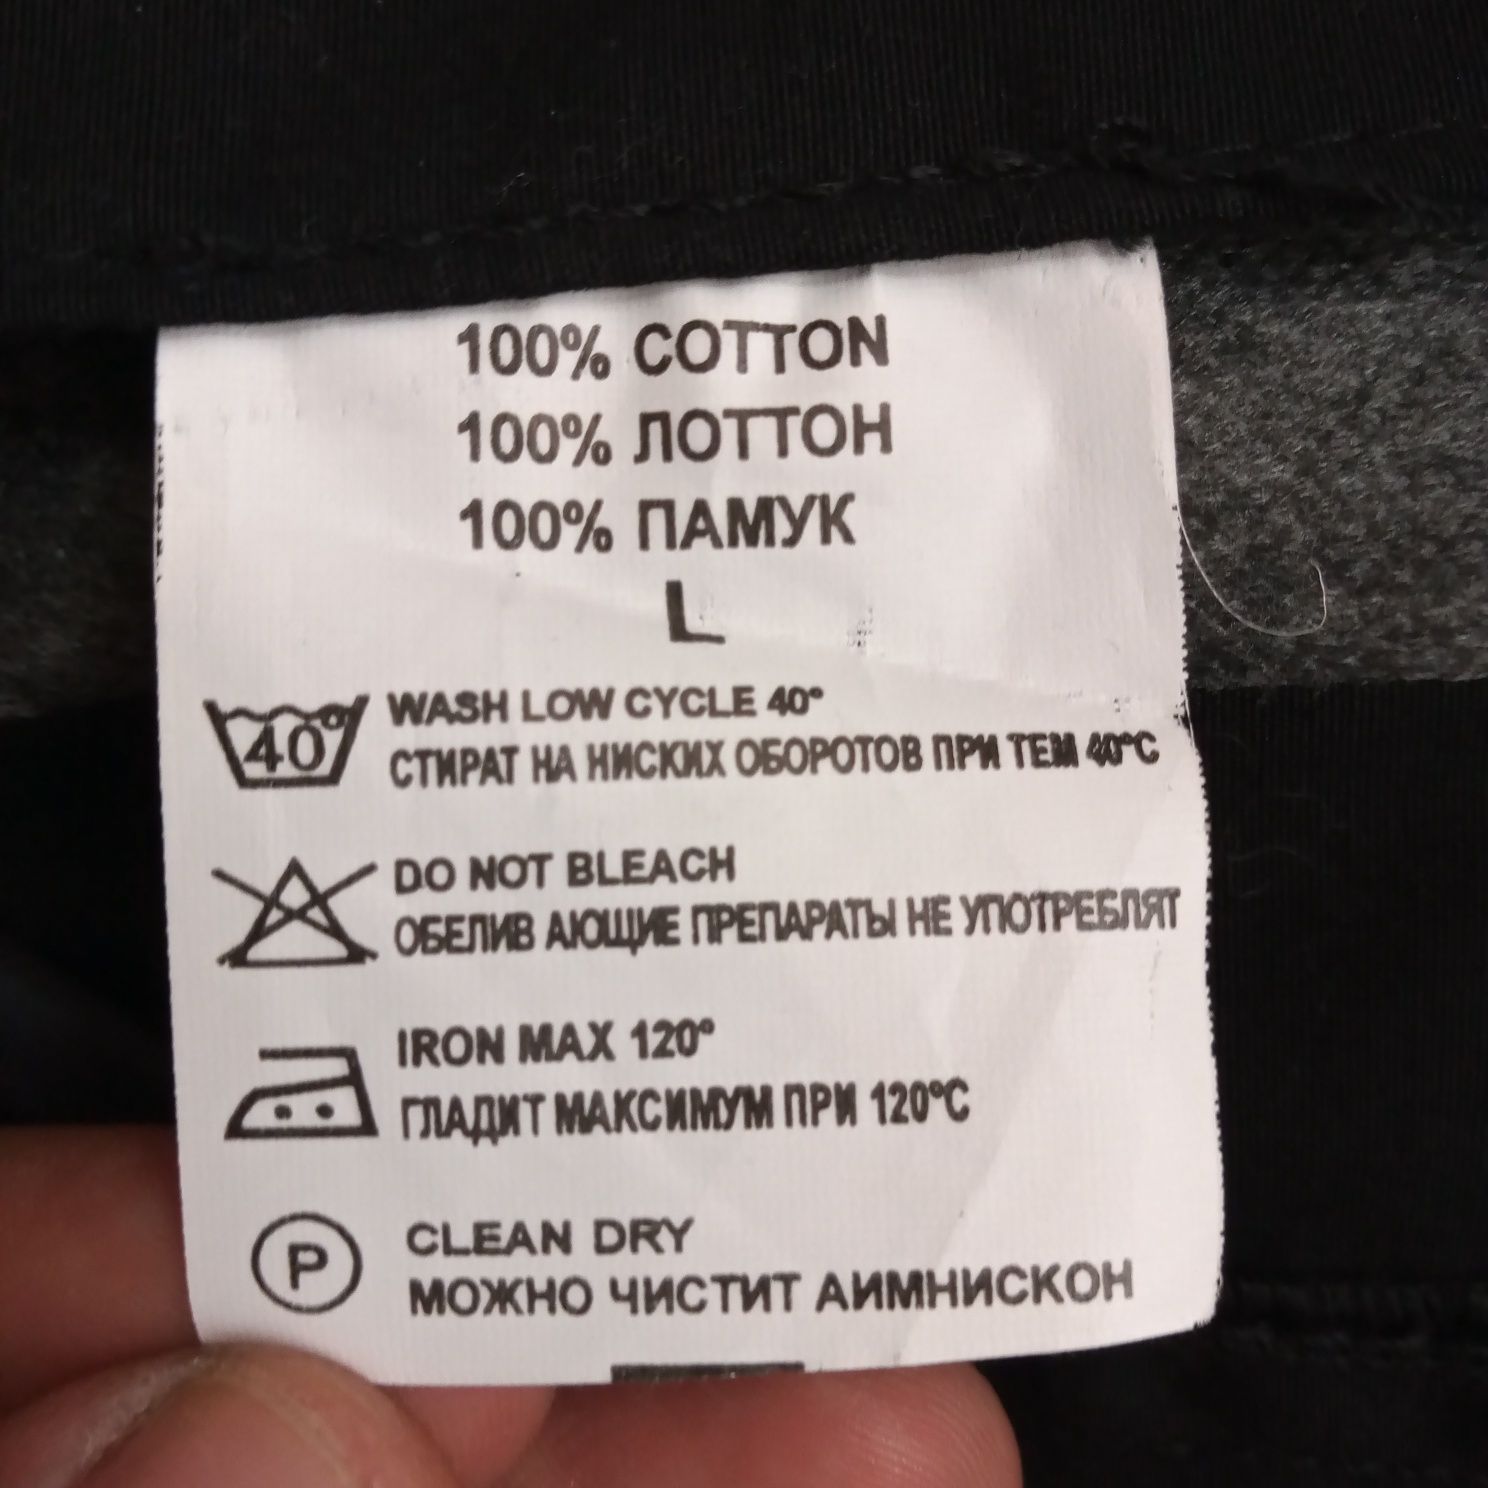 100% COTTON
100% ЛОТТОН
100% ПАМУК
L
40° WASH LOW CYCLE 40°
СТИРАТ НА НИСКИХ ОБОРОТОВ ПРИ ТЕМ 40°C
DO NOT BLEACH
ОБЕЛИВ АЮЩИЕ ПРЕПАРАТЫ НЕ УПОТРЕБЛЯТ
IRON MAX 120°
ГЛАДИТ МАКСИМУМ ПРИ 120°C
P CLEAN DRY
МОЖНО ЧИСТИТ АИМНИСКОН